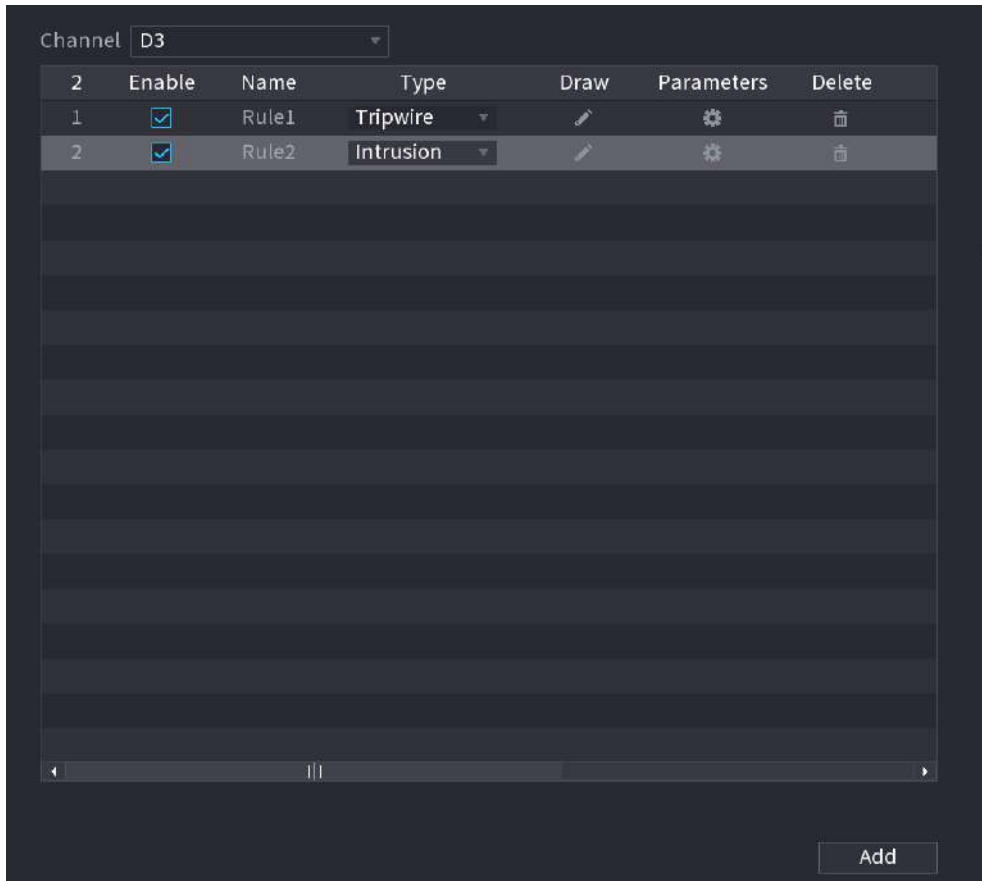 Channel D3
2 Enable Name Type Draw Parameters Delete
1 Rule1 Tripwire
2 Rule2 Intrusion
Add